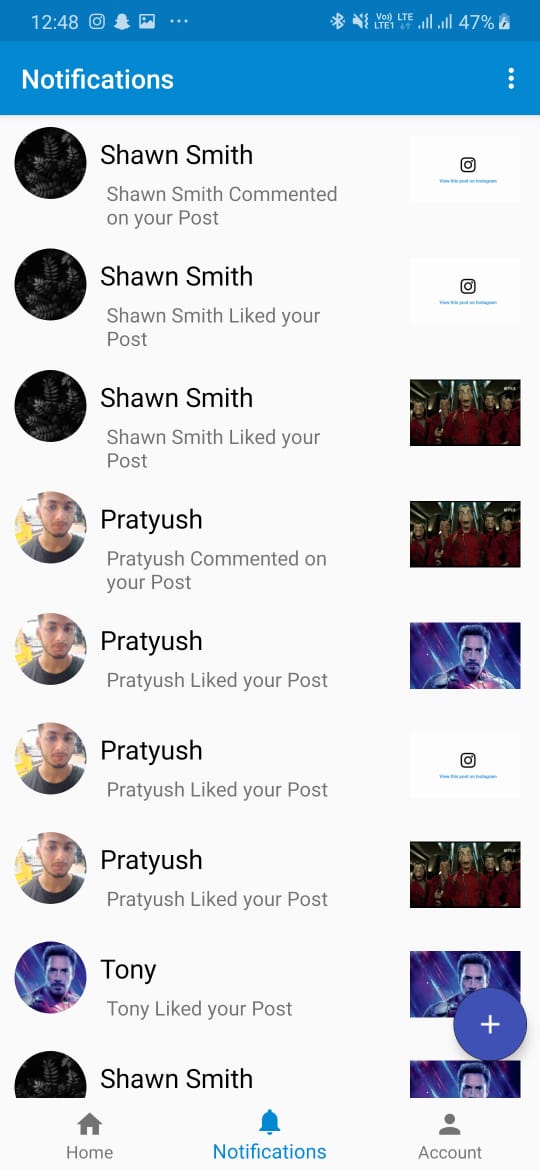 12:48 Vo) LTE LTE1 47%
Notifications
Shawn Smith
Shawn Smith Commented
on your Post
View this post on Instagram
Shawn Smith
Shawn Smith Liked your
Post
View this post on Instagram
Shawn Smith
Shawn Smith Liked your
Post
NETFLIX
Pratyush
Pratyush Commented on
your Post
NETFLIX
Pratyush
Pratyush Liked your Post
Pratyush
Pratyush Liked your Post
View this post on Instagram
Pratyush
Pratyush Liked your Post
NETFLIX
Tony
Tony Liked your Post
Shawn Smith
Home
Notifications
Account